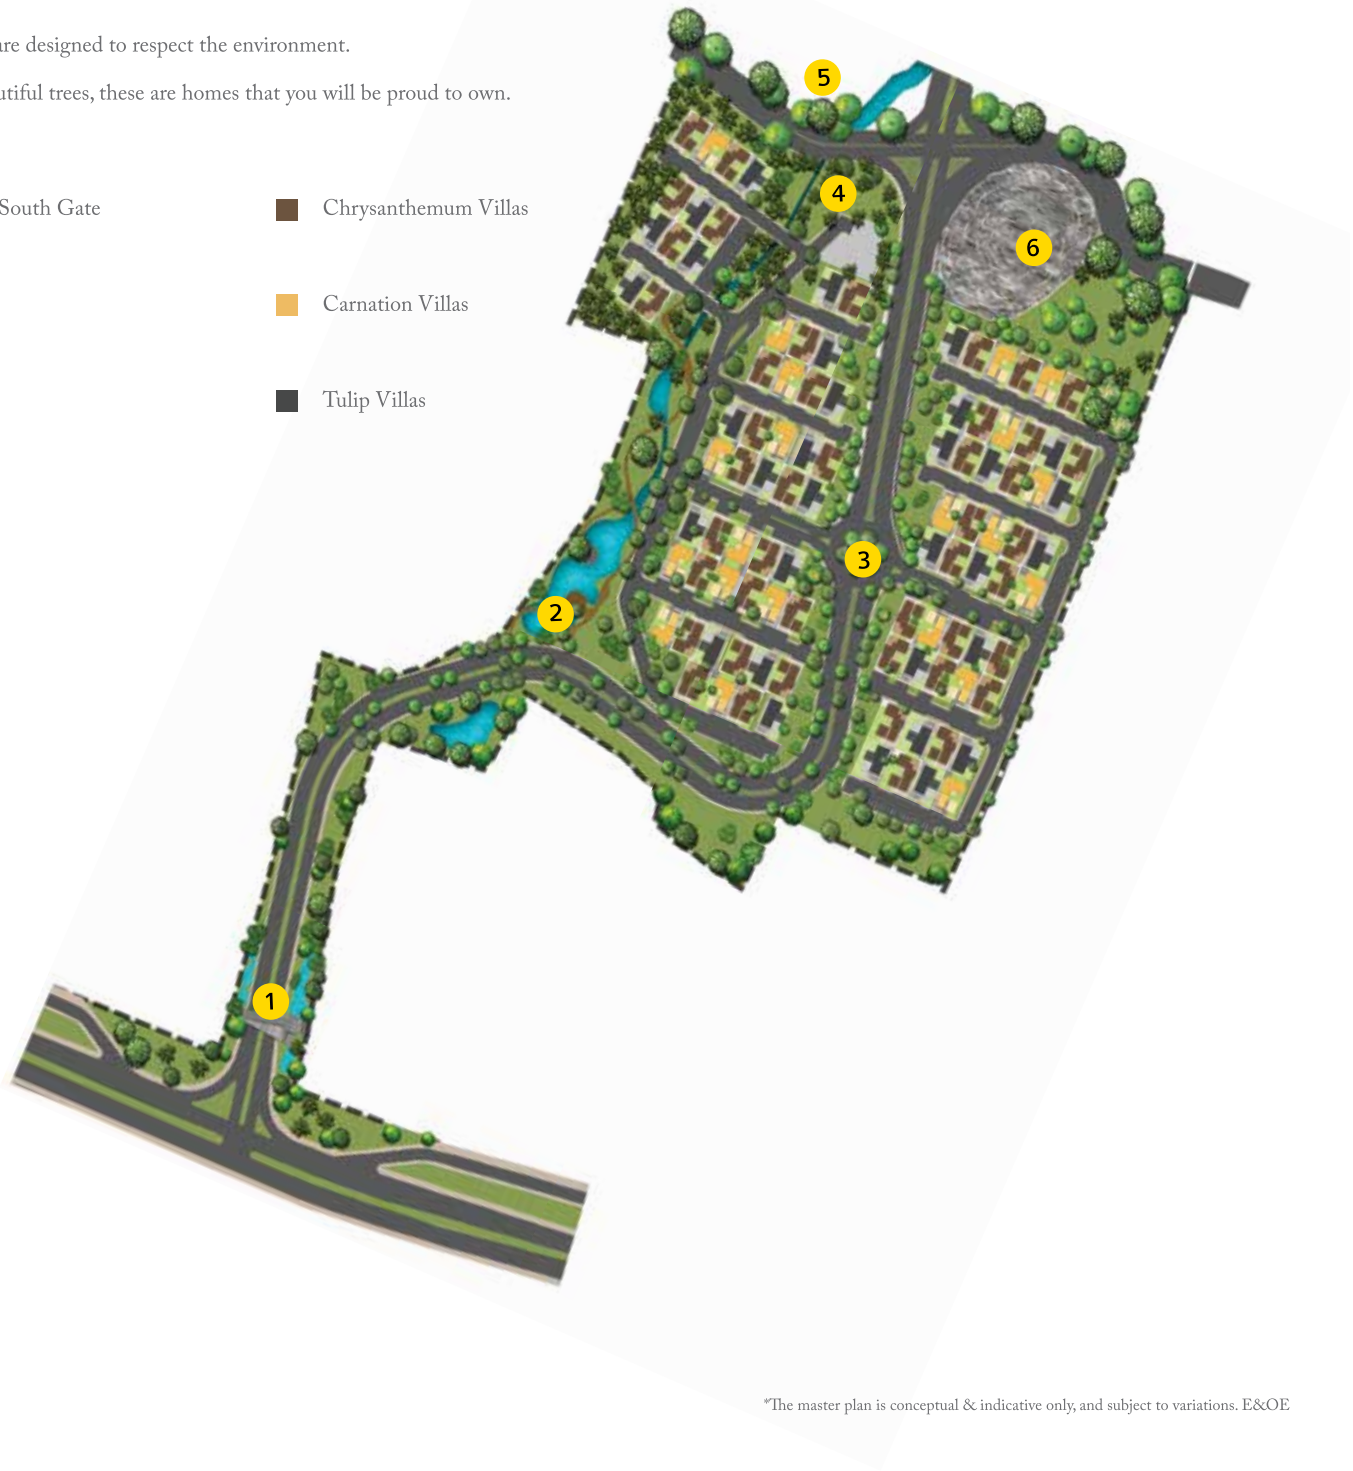 are designed to respect the environment.
utiful trees, these are homes that you will be proud to own.
South Gate
Chrysanthemum Villas
Carnation Villas
Tulip Villas
5
4
6
3
2
1
*The master plan is conceptual & indicative only, and subject to variations. E&OE